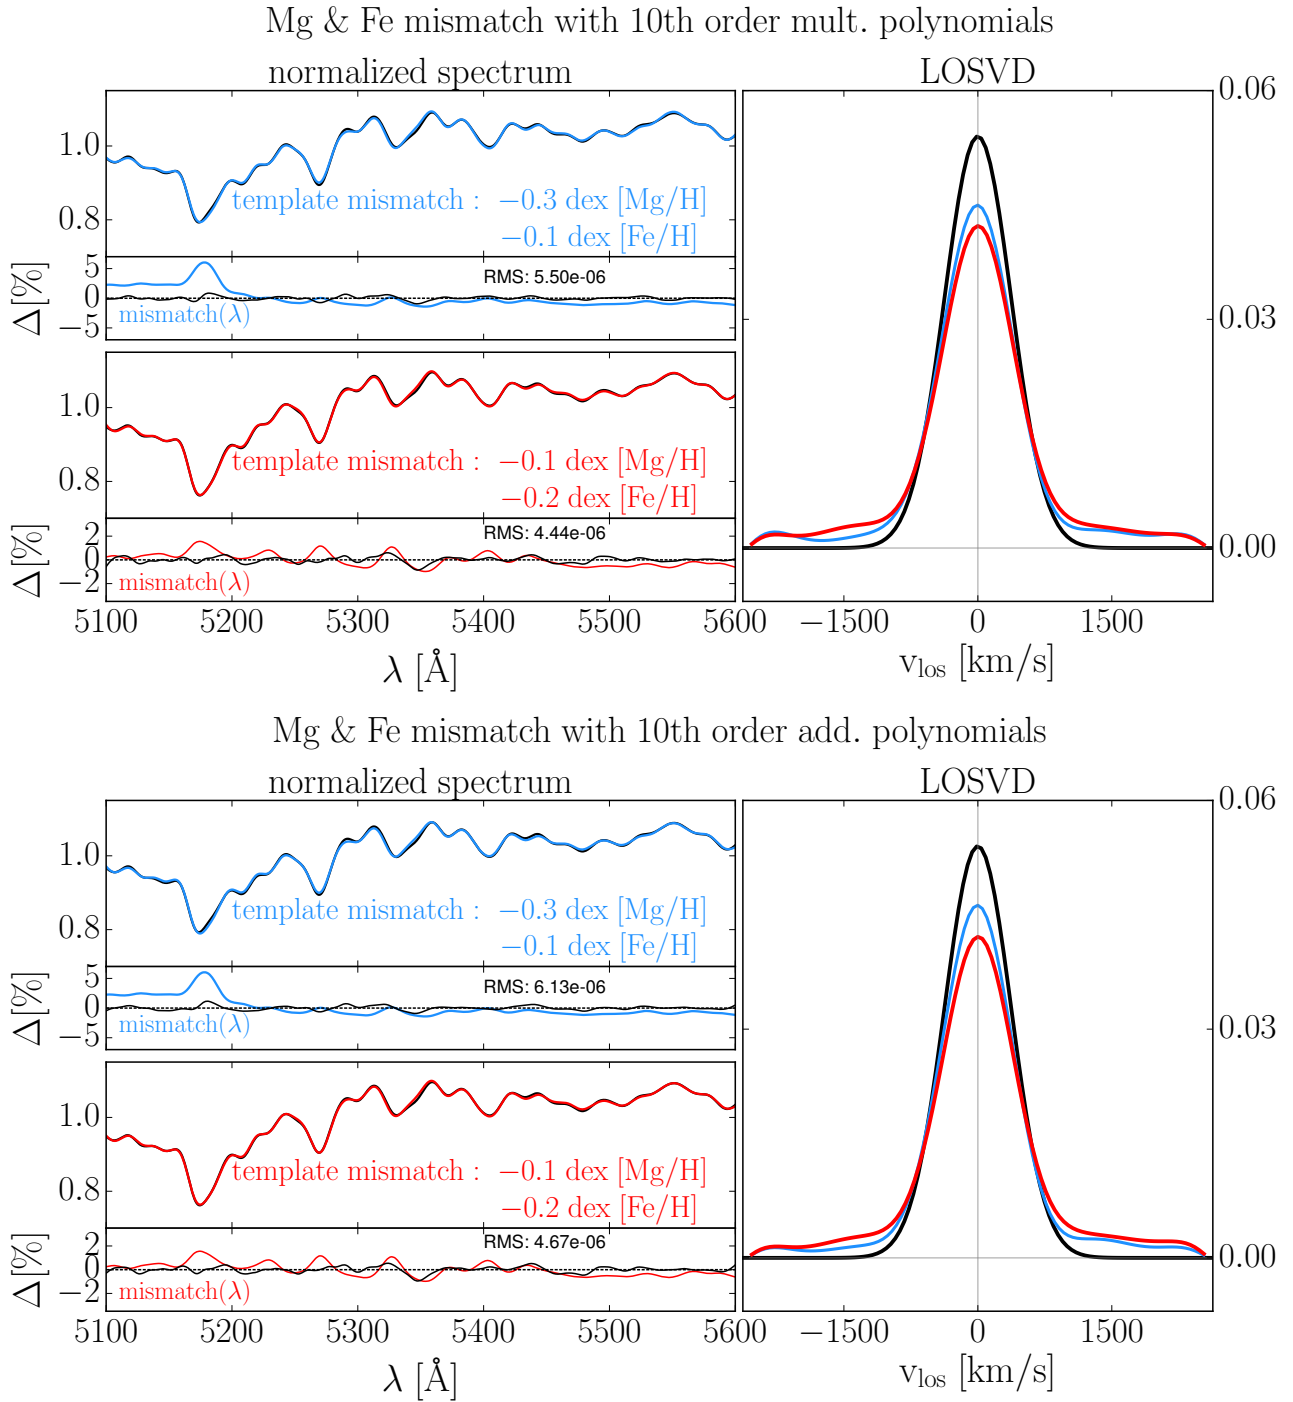 Mg & Fe mismatch with 10th order mult. polynomials
normalized spectrum
LOSVD
1.0
0.8
template mismatch : −0.3 dex [Mg/H]
−0.1 dex [Fe/H]
Δ[%]
5
0
−5
RMS: 5.50e-06
mismatch(λ)
1.0
0.8
template mismatch : −0.1 dex [Mg/H]
−0.2 dex [Fe/H]
Δ[%]
2
0
−2
RMS: 4.44e-06
mismatch(λ)
5100 5200 5300 5400 5500 5600
λ [Å]
0.06
0.03
0.00
−1500 0 1500
v_los [km/s]
Mg & Fe mismatch with 10th order add. polynomials
normalized spectrum
LOSVD
1.0
0.8
template mismatch : −0.3 dex [Mg/H]
−0.1 dex [Fe/H]
Δ[%]
5
0
−5
RMS: 6.13e-06
mismatch(λ)
1.0
0.8
template mismatch : −0.1 dex [Mg/H]
−0.2 dex [Fe/H]
Δ[%]
2
0
−2
RMS: 4.67e-06
mismatch(λ)
5100 5200 5300 5400 5500 5600
λ [Å]
0.06
0.03
0.00
−1500 0 1500
v_los [km/s]